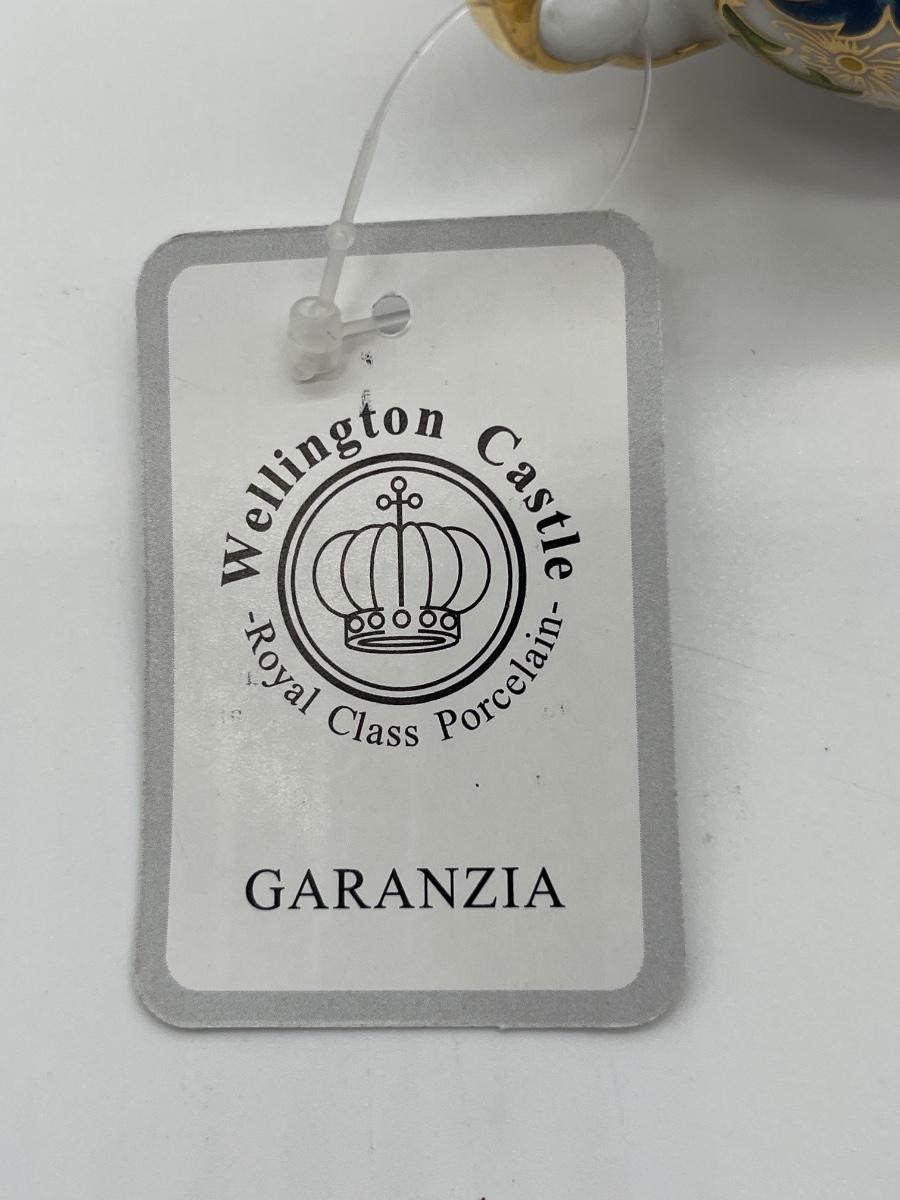 Wellington Castle
-Royal Class Porcelain-
GARANZIA